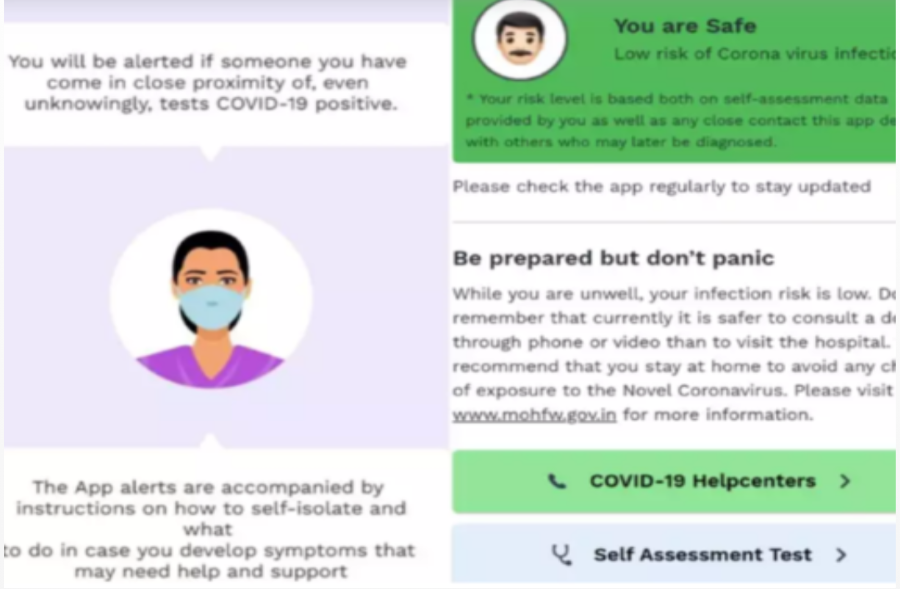 You will be alerted if someone you have
come in close proximity of, even
unknowingly, tests COVID-19 positive.
The App alerts are accompanied by
instructions on how to self-isolate and
what
to do in case you develop symptoms that
may need help and support
You are Safe
Low risk of Corona virus infectio
* Your risk level is based both on self-assessment data
provided by you as well as any close contact this app de
with others who may later be diagnosed.
Please check the app regularly to stay updated
Be prepared but don't panic
While you are unwell, your infection risk is low. Do
remember that currently it is safer to consult a do
through phone or video than to visit the hospital.
recommend that you stay at home to avoid any ch
of exposure to the Novel Coronavirus. Please visit
www.mohfw.gov.in for more information.
COVID-19 Helpcenters
Self Assessment Test